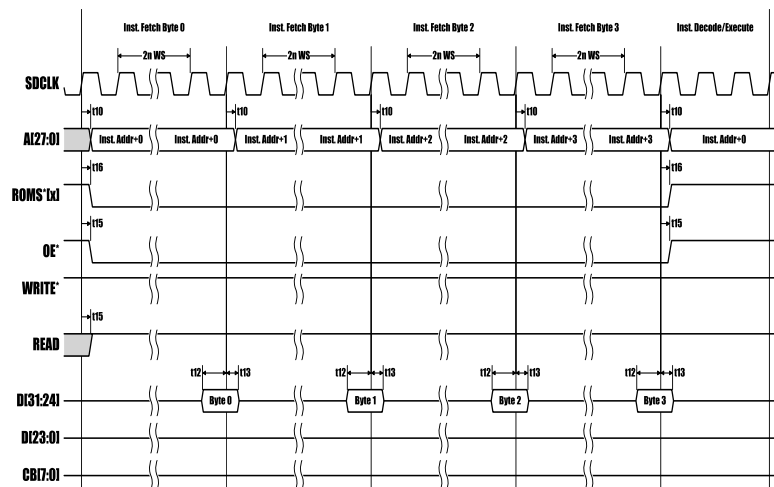 Inst. Fetch Byte 0 Inst. Fetch Byte 1 Inst. Fetch Byte 2 Inst. Fetch Byte 3 Inst. Decode/Execute
2n WS 2n WS 2n WS 2n WS
SDCLK
t10 t10 t10 t10 t10
A[27:0] Inst. Addr+0 Inst. Addr+0 Inst. Addr+1 Inst. Addr+1 Inst. Addr+2 Inst. Addr+2 Inst. Addr+3 Inst. Addr+3 Inst. Addr+0
t16 t16
ROMS*[x]
t15 t15
OE*
WRITE*
t15
READ
t12 t13 t12 t13 t12 t13 t12 t13
D[31:24] Byte 0 Byte 1 Byte 2 Byte 3
D[23:0]
CB[7:0]